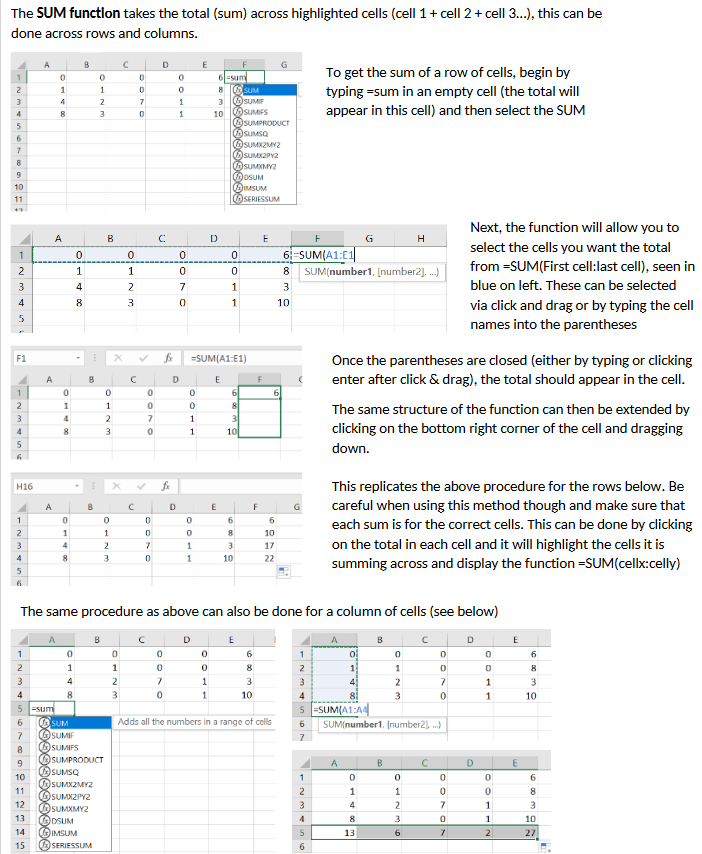 The SUM function takes the total (sum) across highlighted cells (cell 1 + cell 2 + cell 3…), this can be
done across rows and columns.
A B C D E F G
1 0 0 0 0 6 =sum
2 1 1 0 0 8 SUM
3 4 2 7 1 3 SUMIF
4 8 3 0 1 10 SUMIFS
5 SUMPRODUCT
6 SUMSQ
7 SUMX2MY2
8 SUMX2PY2
9 SUMXMY2
DSUM
10 IMSUM
11 SERIESSUM
To get the sum of a row of cells, begin by
typing =sum in an empty cell (the total will
appear in this cell) and then select the SUM
A B C D E F G H
1 0 0 0 0 6 =SUM(A1:E1
2 1 1 0 0 8 SUM(number1, [number2], ...)
3 4 2 7 1 3
4 8 3 0 1 10
5
Next, the function will allow you to
select the cells you want the total
from =SUM(First cell:last cell), seen in
blue on left. These can be selected
via click and drag or by typing the cell
names into the parentheses
F1 fx =SUM(A1:E1)
A B C D E F
1 0 0 0 0 6 6
2 1 1 0 0 8
3 4 2 7 1 3
4 8 3 0 1 10
5
6
Once the parentheses are closed (either by typing or clicking
enter after click & drag), the total should appear in the cell.
The same structure of the function can then be extended by
clicking on the bottom right corner of the cell and dragging
down.
H16 fx
A B C D E F G
1 0 0 0 0 6 6
2 1 1 0 0 8 10
3 4 2 7 1 3 17
4 8 3 0 1 10 22
5
6
This replicates the above procedure for the rows below. Be
careful when using this method though and make sure that
each sum is for the correct cells. This can be done by clicking
on the total in each cell and it will highlight the cells it is
summing across and display the function =SUM(cellx:celly)
The same procedure as above can also be done for a column of cells (see below)
A B C D E
1 0 0 0 0 6
2 1 1 0 0 8
3 4 2 7 1 3
4 8 3 0 1 10
5 =sum
6 SUM Adds all the numbers in a range of cells
7 SUMIF
8 SUMIFS
9 SUMPRODUCT
10 SUMSQ
11 SUMX2MY2
12 SUMX2PY2
SUMXMY2
13 DSUM
14 IMSUM
15 SERIESSUM
A B C D E
1 0 0 0 0 6
2 1 1 0 0 8
3 4 2 7 1 3
4 8 3 0 1 10
5 =SUM(A1:A4
6 SUM(number1, [number2], ...)
7
A B C D E
1 0 0 0 0 6
2 1 1 0 0 8
3 4 2 7 1 3
4 8 3 0 1 10
5 13 6 7 2 27
6